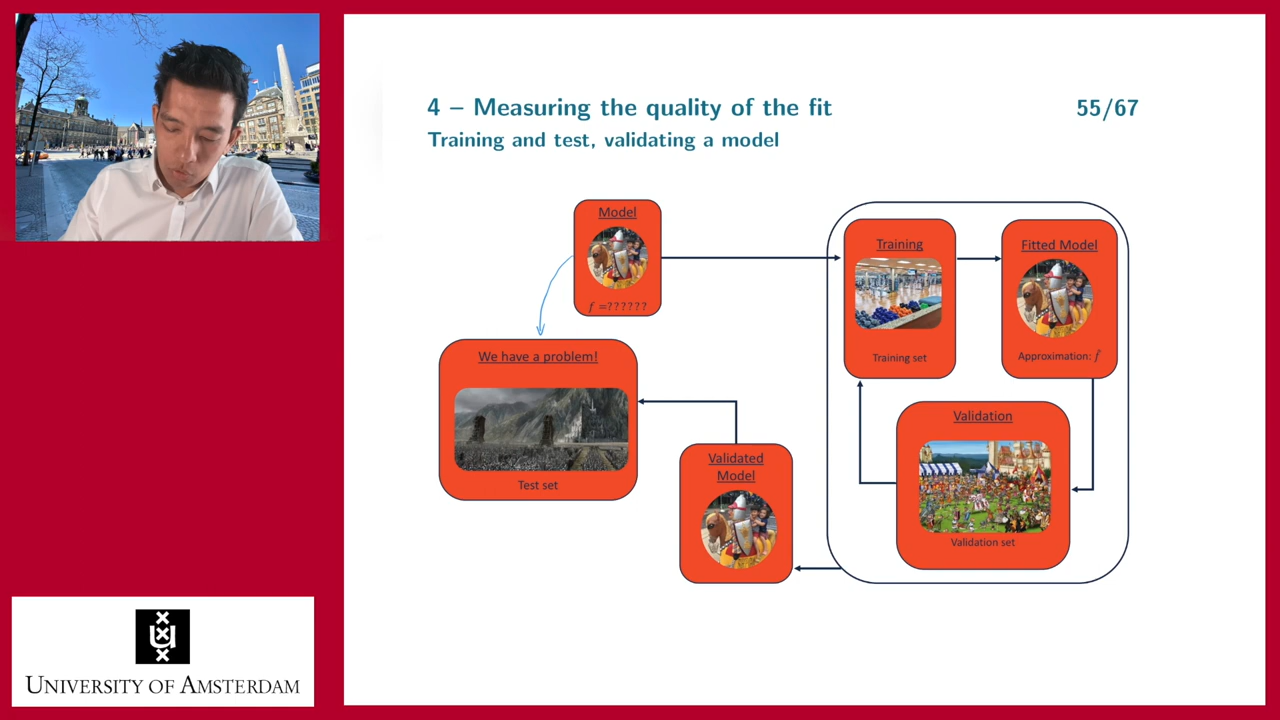 4 – Measuring the quality of the fit
55/67
Training and test, validating a model
Model
f =??????
Training
Training set
Fitted Model
Approximation: f̂
We have a problem!
Test set
Validated
Model
Validation
Validation set
UNIVERSITY OF AMSTERDAM